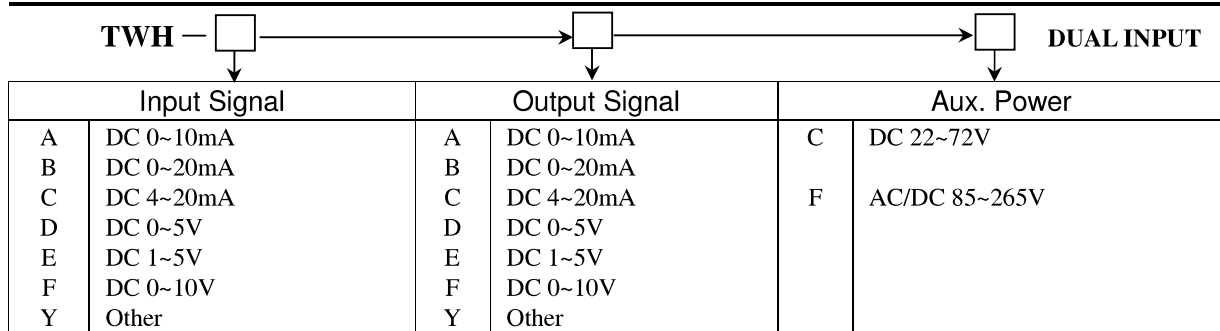 TWH — DUAL INPUT
Input Signal Output Signal Aux. Power
A DC 0~10mA A DC 0~10mA C DC 22~72V
B DC 0~20mA B DC 0~20mA
C DC 4~20mA C DC 4~20mA F AC/DC 85~265V
D DC 0~5V D DC 0~5V
E DC 1~5V E DC 1~5V
F DC 0~10V F DC 0~10V
Y Other Y Other